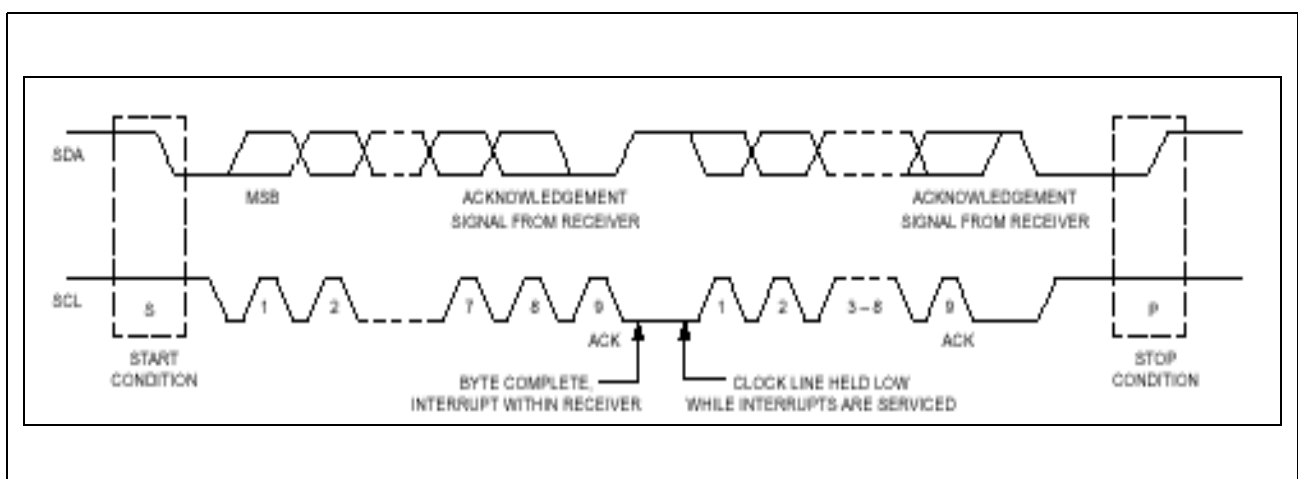 SDA
MSB
ACKNOWLEDGEMENT
SIGNAL FROM RECEIVER
ACKNOWLEDGEMENT
SIGNAL FROM RECEIVER
SCL
S
1
2
7
8
9
1
2
3 – 8
9
P
ACK
ACK
START
CONDITION
STOP
CONDITION
BYTE COMPLETE,
INTERRUPT WITHIN RECEIVER
CLOCK LINE HELD LOW
WHILE INTERRUPTS ARE SERVICED